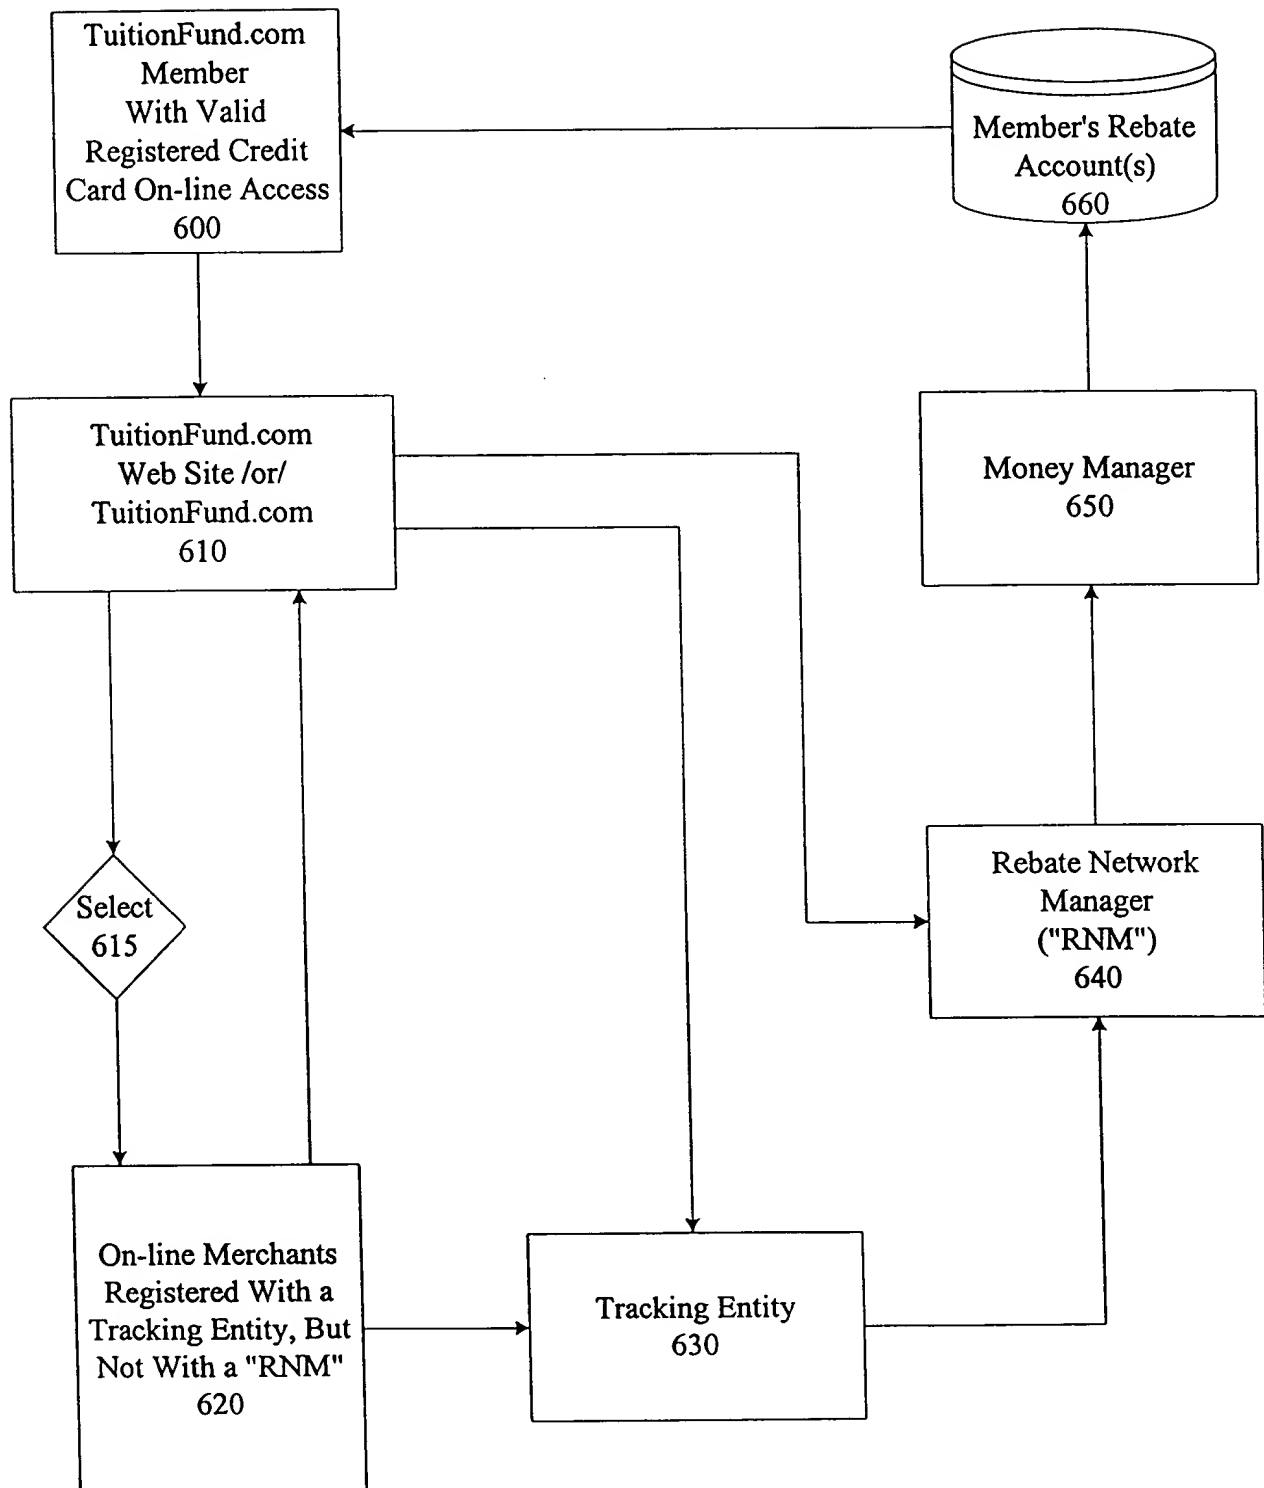 TuitionFund.com
Member
With Valid
Registered Credit
Card On-line Access
600
Member's Rebate
Account(s)
660
TuitionFund.com
Web Site /or/
TuitionFund.com
610
Money Manager
650
Select
615
Rebate Network
Manager
("RNM")
640
On-line Merchants
Registered With a
Tracking Entity, But
Not With a "RNM"
620
Tracking Entity
630